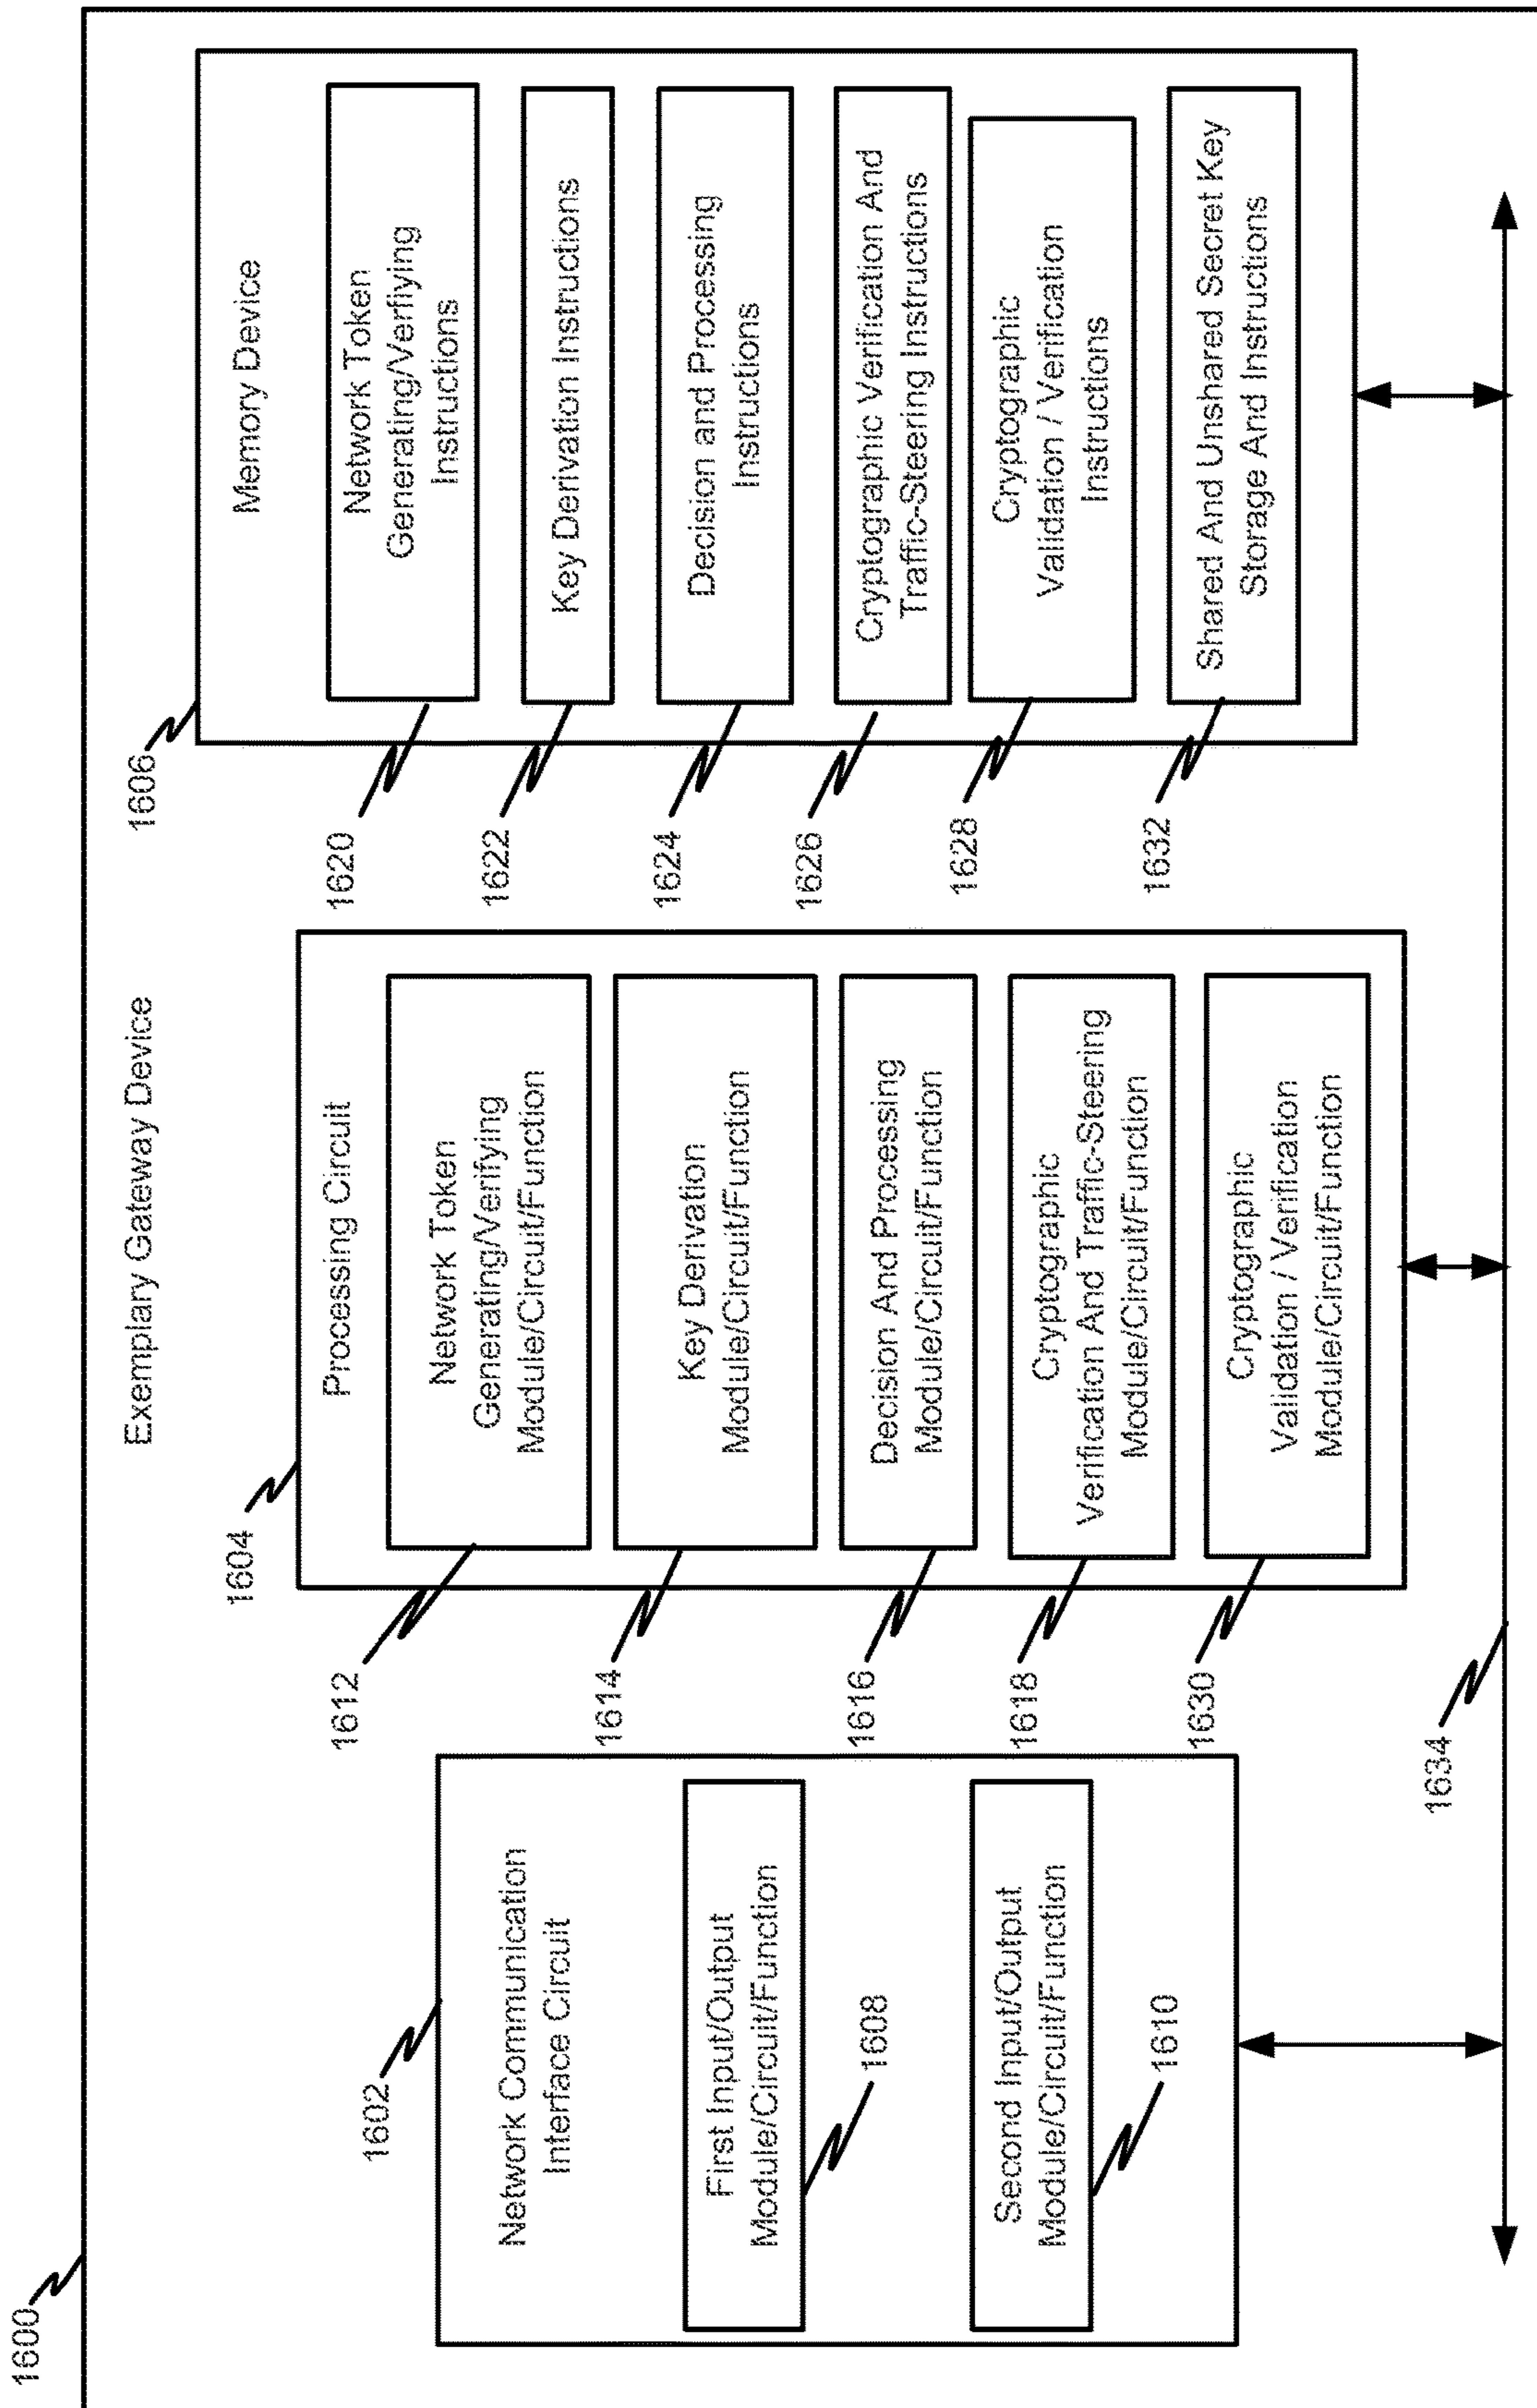 1600
Exemplary Gateway Device
1602
Network Communication
Interface Circuit
First Input/Output
Module/Circuit/Function
1608
Second Input/Output
Module/Circuit/Function
1610
1604
Processing Circuit
1612
Network Token
Generating/Verifying
Module/Circuit/Function
1614
Key Derivation
Module/Circuit/Function
1616
Decision And Processing
Module/Circuit/Function
1618
Cryptographic
Verification And Traffic-Steering
Module/Circuit/Function
1630
Cryptographic
Validation / Verification
Module/Circuit/Function
1606
Memory Device
1620
Network Token
Generating/Verfiying
Instructions
1622
Key Derivation Instructions
1624
Decision and Processing
Instructions
1626
Cryptographic Verification And
Traffic-Steering Instructions
1628
Cryptographic
Validation / Verification
Instructions
1632
Shared And Unshared Secret Key
Storage And Instructions
1634